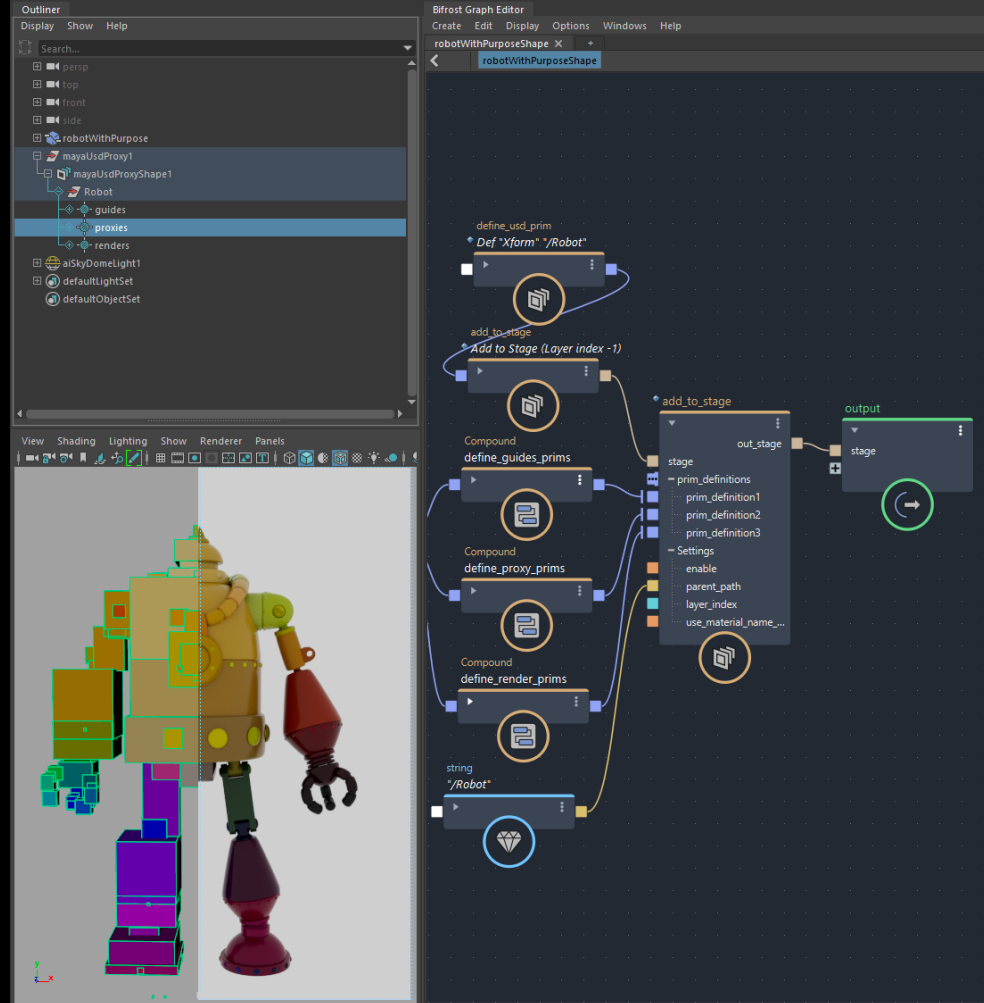 Outliner
Display Show Help
Search...
persp
top
front
side
robotWithPurpose
mayaUsdProxy1
mayaUsdProxyShape1
Robot
guides
proxies
renders
aiSkyDomeLight1
defaultLightSet
defaultObjectSet
View Shading Lighting Show Renderer Panels
y
z x
Bifrost Graph Editor
Create Edit Display Options Windows Help
robotWithPurposeShape
robotWithPurposeShape
define_usd_prim
Def "Xform" "/Robot"
add_to_stage
Add to Stage (Layer index -1)
Compound
define_guides_prims
Compound
define_proxy_prims
Compound
define_render_prims
string
"/Robot"
add_to_stage
out_stage
stage
prim_definitions
prim_definition1
prim_definition2
prim_definition3
Settings
enable
parent_path
layer_index
use_material_name_...
output
stage